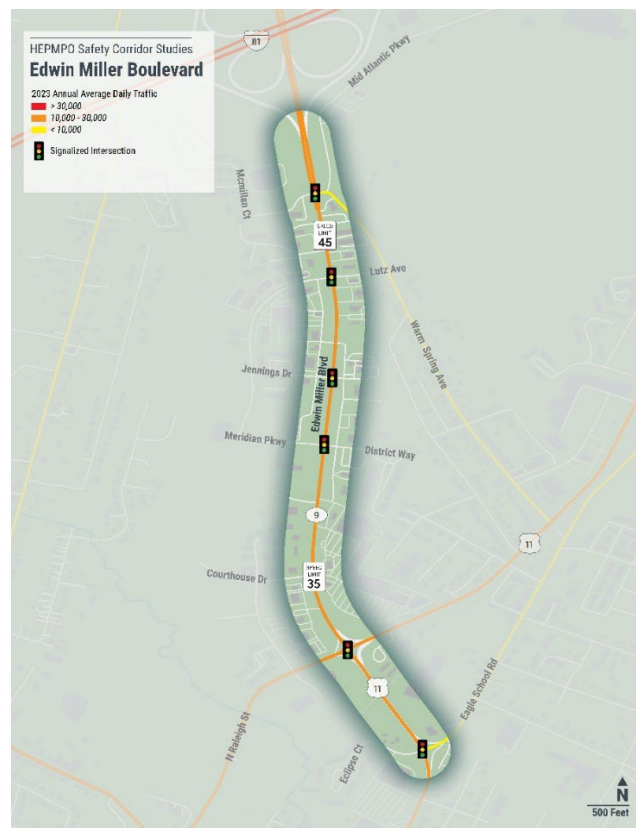 HEPMPO Safety Corridor Studies
Edwin Miller Boulevard
2023 Annual Average Daily Traffic
> 30,000
10,000 - 30,000
< 10,000
Signalized Intersection
81
Mid Atlantic Pkwy
Mcmillan Ct
SPEED
LIMIT
45
Lutz Ave
Warm Spring Ave
Jennings Dr
Edwin Miller Blvd
Meridian Pkwy
District Way
9
11
SPEED
LIMIT
35
Courthouse Dr
11
Eagle School Rd
N Raleigh St
Eclipse Ct
N
500 Feet